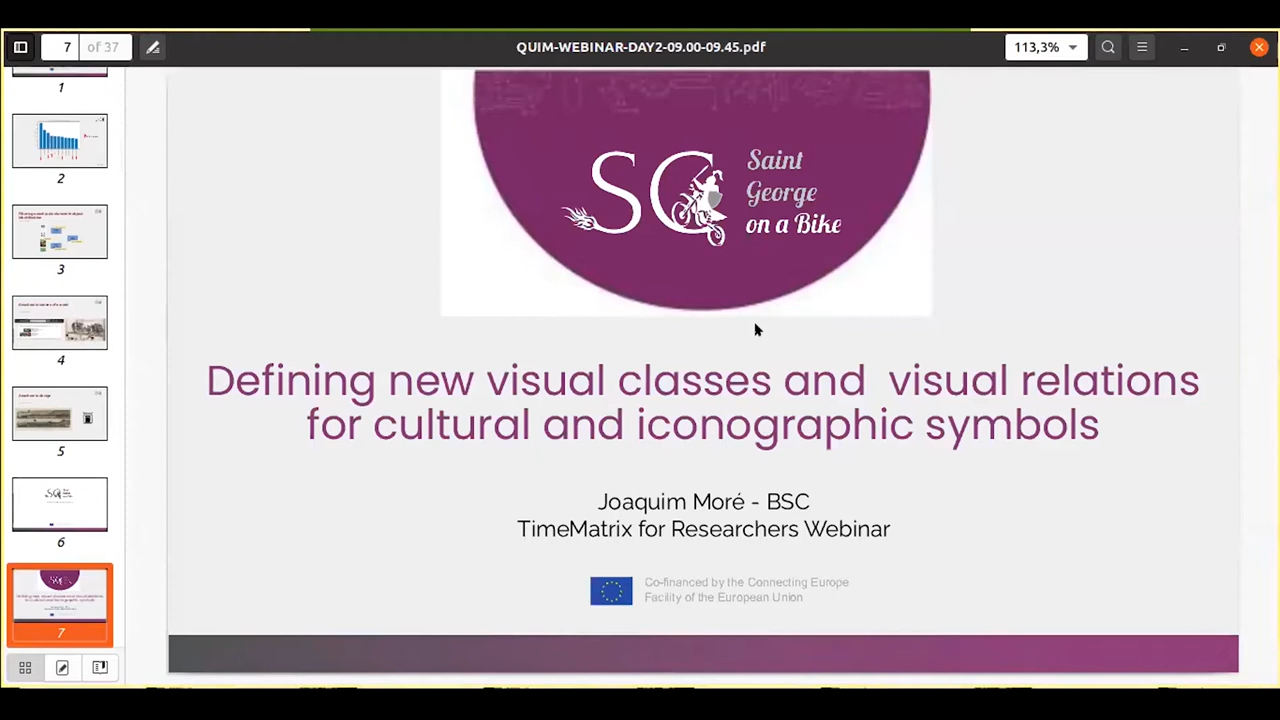 7 of 37
QUIM-WEBINAR-DAY2-09.00-09.45.pdf
113,3%
1
2
3
4
5
6
7
SG
Saint
George
on a Bike
Defining new visual classes and visual relations
for cultural and iconographic symbols
Joaquim Moré - BSC
TimeMatrix for Researchers Webinar
Co-financed by the Connecting Europe
Facility of the European Union